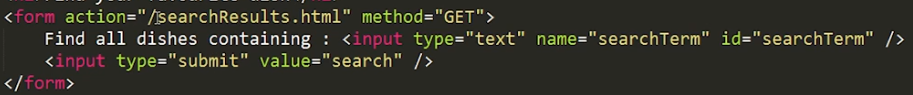 <form action="/searchResults.html" method="GET">
Find all dishes containing : <input type="text" name="searchTerm" id="searchTerm" />
<input type="submit" value="search" />
</form>